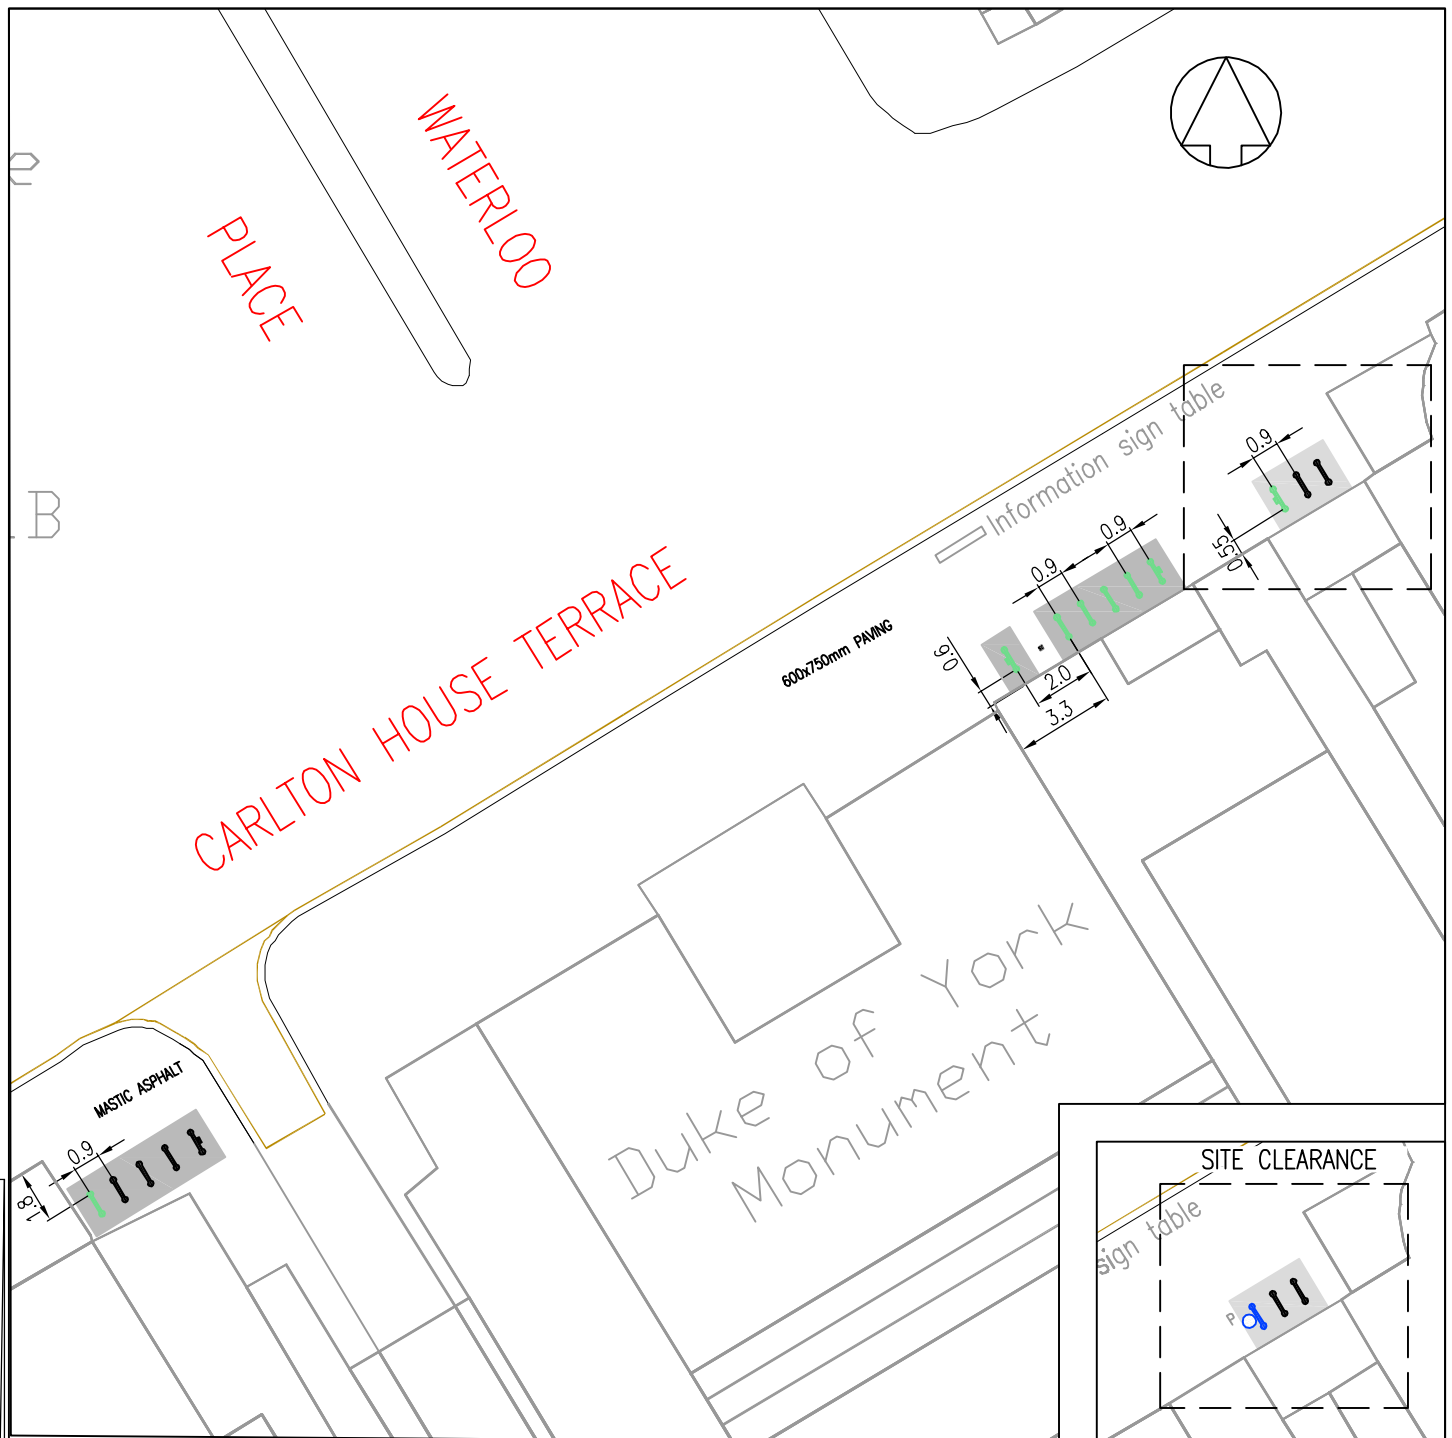 WATERLOO
PLACE
e
B
CARLTON HOUSE TERRACE
Information sign table
600x750mm PAVING
0.9
0.55
0.9
0.9
0.6
2.0
3.3
Duke of York
Monument
MASTIC ASPHALT
0.9
1.8
SITE CLEARANCE
sign table
P